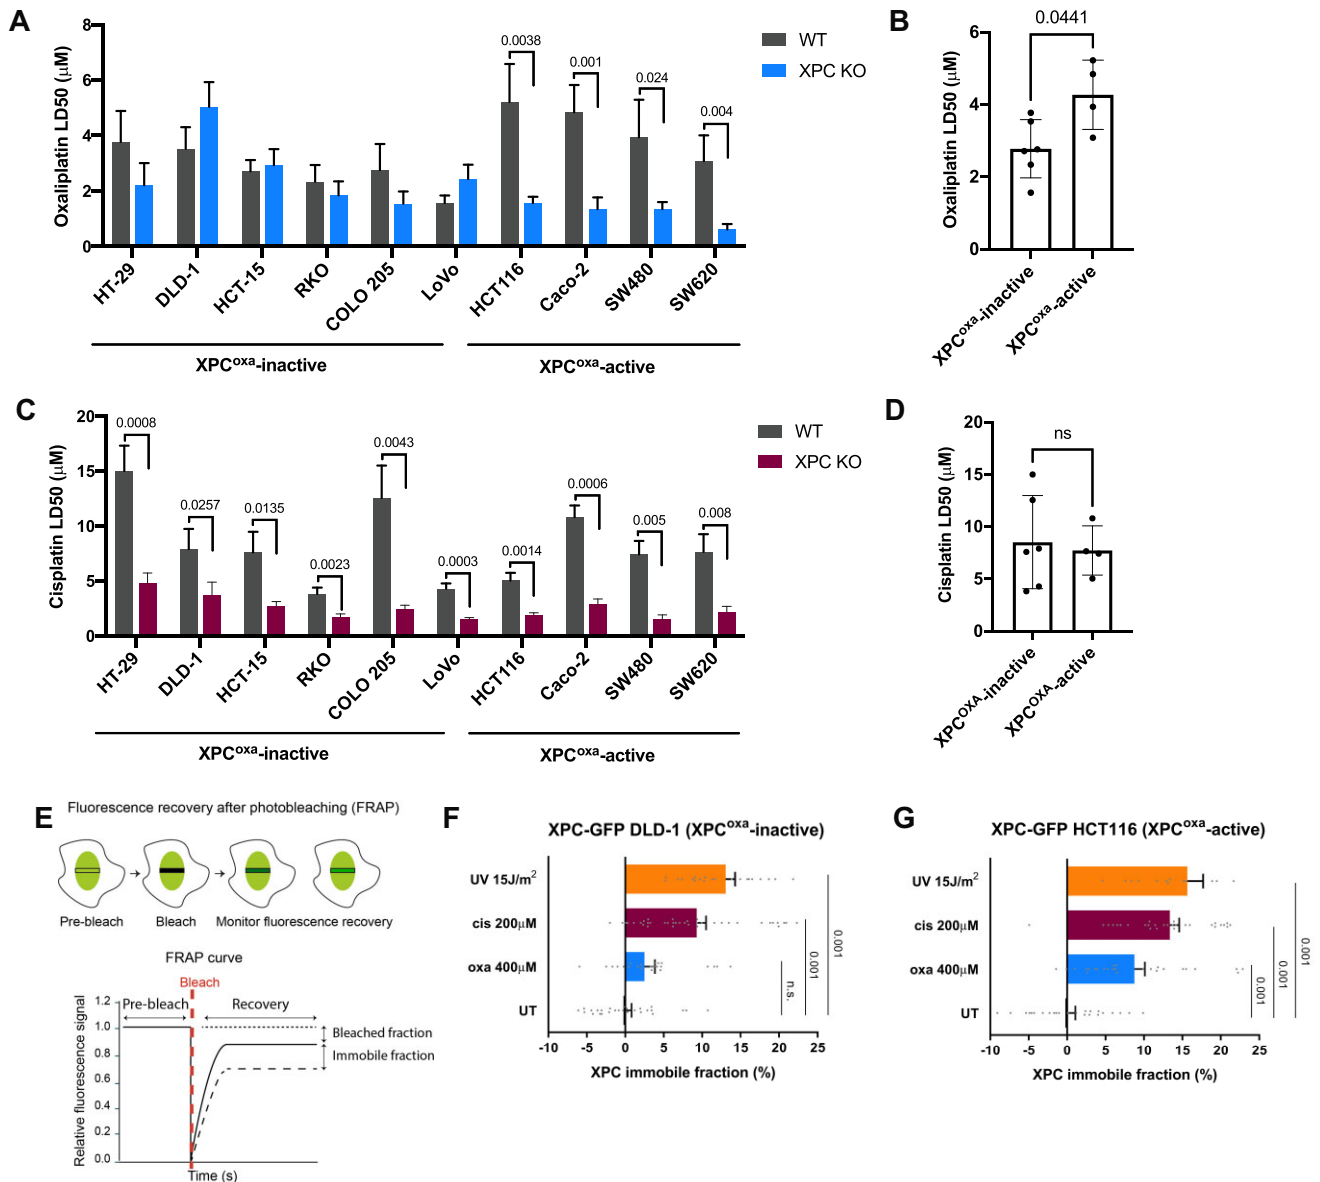 A
Oxaliplatin LD50 (μM)
8
6
4
2
0
0.0038
0.001
0.024
0.004
WT
XPC KO
HT-29
DLD-1
HCT-15
RKO
COLO 205
LoVo
HCT116
Caco-2
SW480
SW620
XPCoxa-inactive
XPCoxa-active
B
Oxaliplatin LD50 (μM)
6
4
2
0
0.0441
XPCoxa-inactive
XPCoxa-active
C
Cisplatin LD50 (μM)
20
15
10
5
0
0.0008
0.0257
0.0135
0.0023
0.0043
0.0003
0.0014
0.0006
0.005
0.008
WT
XPC KO
HT-29
DLD-1
HCT-15
RKO
COLO 205
LoVo
HCT116
Caco-2
SW480
SW620
XPCoxa-inactive
XPCoxa-active
D
Cisplatin LD50 (μM)
20
15
10
5
0
ns
XPCOXA-inactive
XPCOXA-active
E
Fluorescence recovery after photobleaching (FRAP)
Pre-bleach
Bleach
Monitor fluorescence recovery
FRAP curve
Bleach
Pre-bleach
Recovery
Relative fluorescence signal
1.2
1.0
0.8
0.6
0.4
0.2
0.0
Bleached fraction
Immobile fraction
Time (s)
F
XPC-GFP DLD-1 (XPCoxa-inactive)
UV 15J/m2
cis 200μM
oxa 400μM
UT
n.s.
0.001
0.001
-10 -5 0 5 10 15 20 25
XPC immobile fraction (%)
G
XPC-GFP HCT116 (XPCoxa-active)
UV 15J/m2
cis 200μM
oxa 400μM
UT
0.001
0.001
0.001
-10 -5 0 5 10 15 20 25
XPC immobile fraction (%)